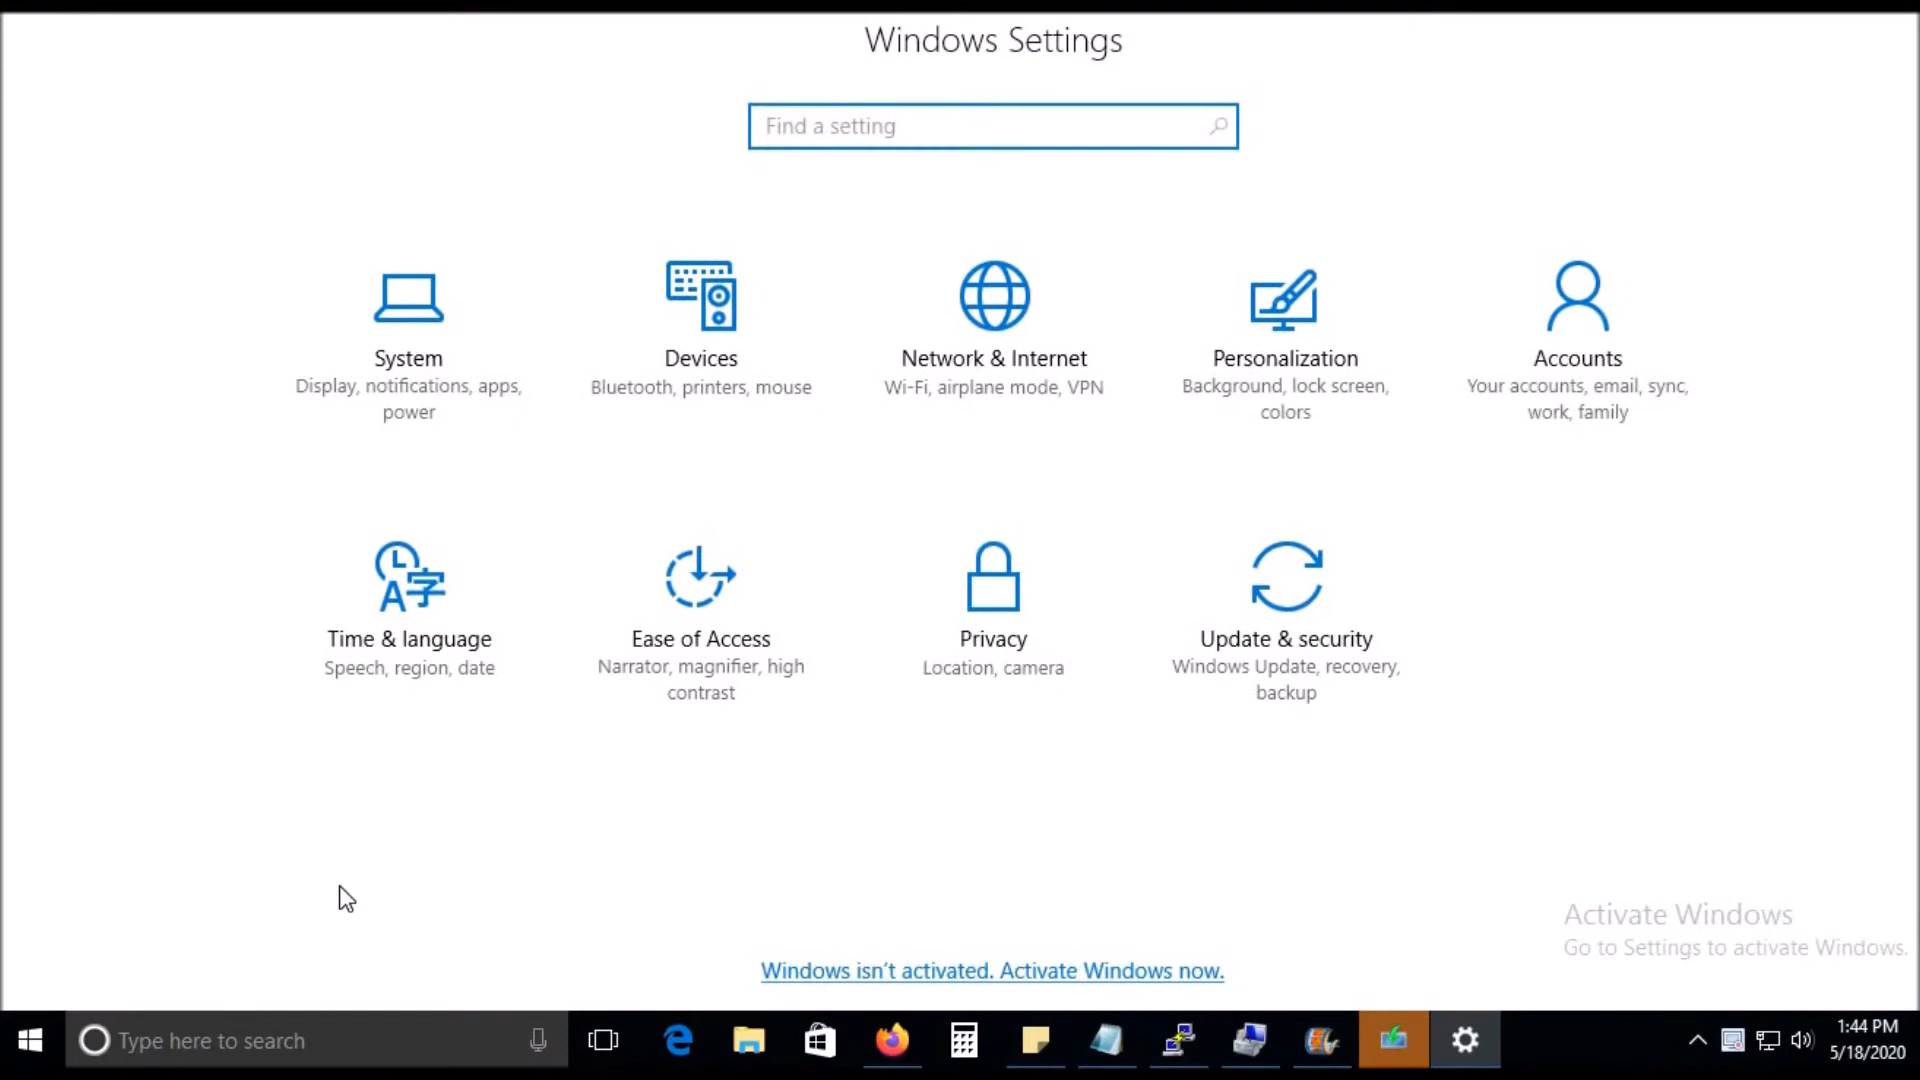 Windows Settings
Find a setting
System
Display, notifications, apps,
power
Devices
Bluetooth, printers, mouse
Network & Internet
Wi-Fi, airplane mode, VPN
Personalization
Background, lock screen,
colors
Accounts
Your accounts, email, sync,
work, family
Time & language
Speech, region, date
Ease of Access
Narrator, magnifier, high
contrast
Privacy
Location, camera
Update & security
Windows Update, recovery,
backup
Activate Windows
Go to Settings to activate Windows.
Windows isn't activated. Activate Windows now.
Type here to search
1:44 PM
5/18/2020